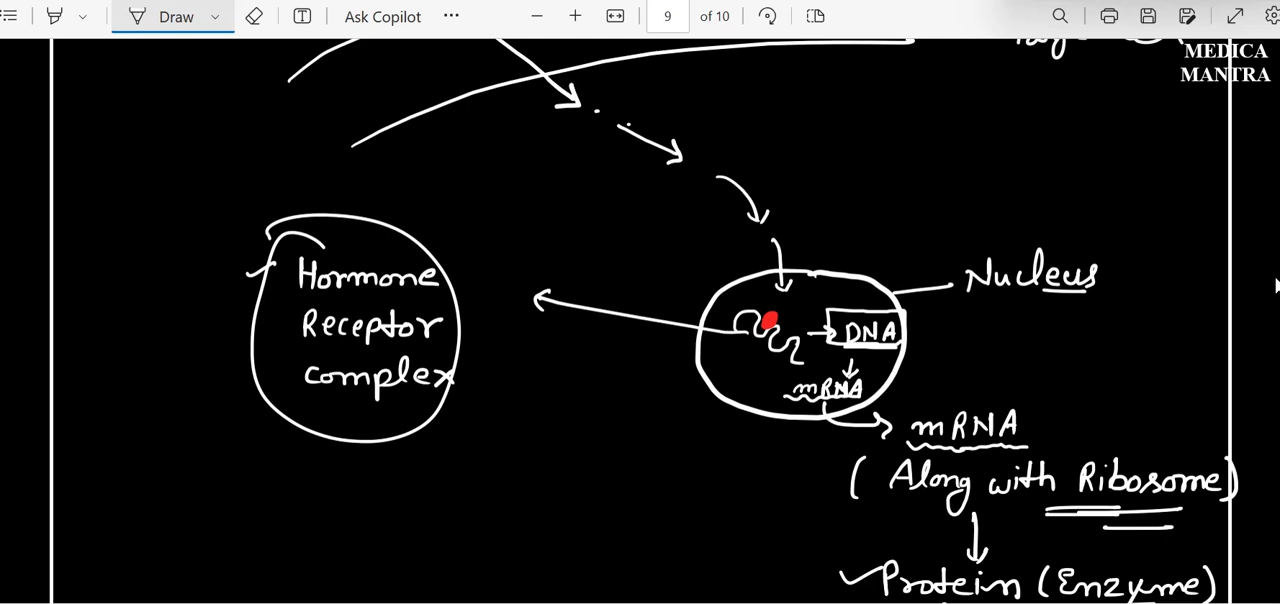 Draw
Ask Copilot
9
of 10
MEDICA
MANTRA
Hormone
Receptor
complex
Nucleus
DNA
mRNA
mRNA
( Along with Ribosome)
Protein (Enzyme)